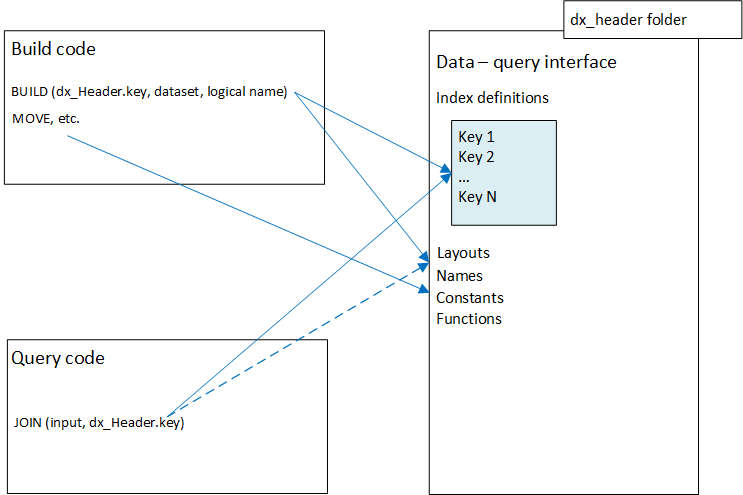 dx_header folder
Build code
BUILD (dx_Header.key, dataset, logical name)
MOVE, etc.
Data – query interface
Index definitions
Key 1
Key 2
...
Key N
Layouts
Names
Constants
Functions
Query code
JOIN (input, dx_Header.key)